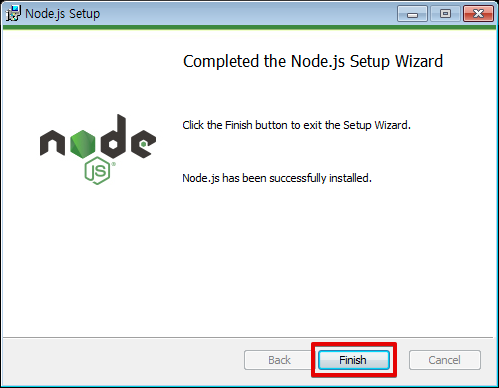 Node.js Setup
Completed the Node.js Setup Wizard
Click the Finish button to exit the Setup Wizard.
node
JS
Node.js has been successfully installed.
Back
Finish
Cancel